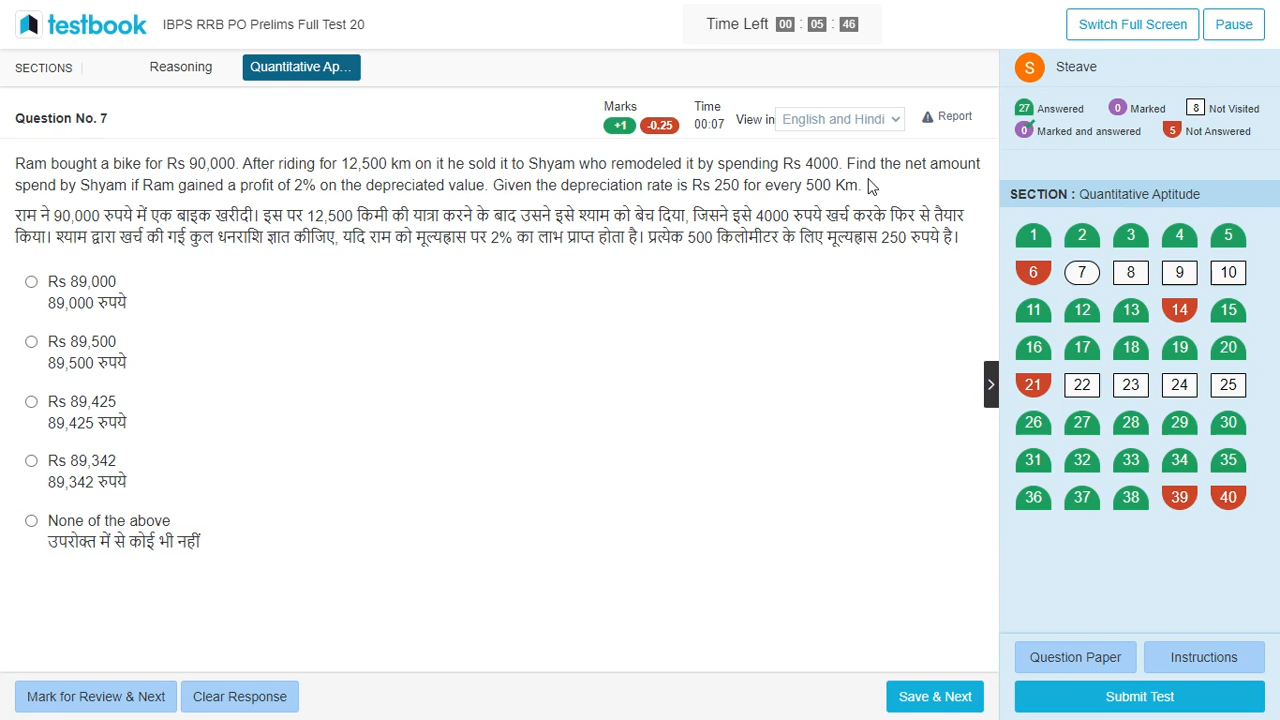 testbook IBPS RRB PO Prelims Full Test 20 Time Left 00 : 05 : 46 Switch Full Screen Pause
SECTIONS Reasoning Quantitative Ap... S Steave
Question No. 7 Marks +1 -0.25 Time 00:07 View in English and Hindi Report
27 Answered 0 Marked 8 Not Visited
0 Marked and answered 5 Not Answered
Ram bought a bike for Rs 90,000. After riding for 12,500 km on it he sold it to Shyam who remodeled it by spending Rs 4000. Find the net amount
spend by Shyam if Ram gained a profit of 2% on the depreciated value. Given the depreciation rate is Rs 250 for every 500 Km.
राम ने 90,000 रुपये में एक बाइक खरीदी। इस पर 12,500 किमी की यात्रा करने के बाद उसने इसे श्याम को बेच दिया, जिसने इसे 4000 रुपये खर्च करके फिर से तैयार
किया। श्याम द्वारा खर्च की गई कुल धनराशि ज्ञात कीजिए, यदि राम को मूल्यह्रास पर 2% का लाभ प्राप्त होता है। प्रत्येक 500 किलोमीटर के लिए मूल्यह्रास 250 रुपये है।
Rs 89,000
89,000 रुपये
Rs 89,500
89,500 रुपये
Rs 89,425
89,425 रुपये
Rs 89,342
89,342 रुपये
None of the above
उपरोक्त में से कोई भी नहीं
SECTION : Quantitative Aptitude
1 2 3 4 5
6 7 8 9 10
11 12 13 14 15
16 17 18 19 20
21 22 23 24 25
26 27 28 29 30
31 32 33 34 35
36 37 38 39 40
Question Paper Instructions
Mark for Review & Next Clear Response Save & Next Submit Test